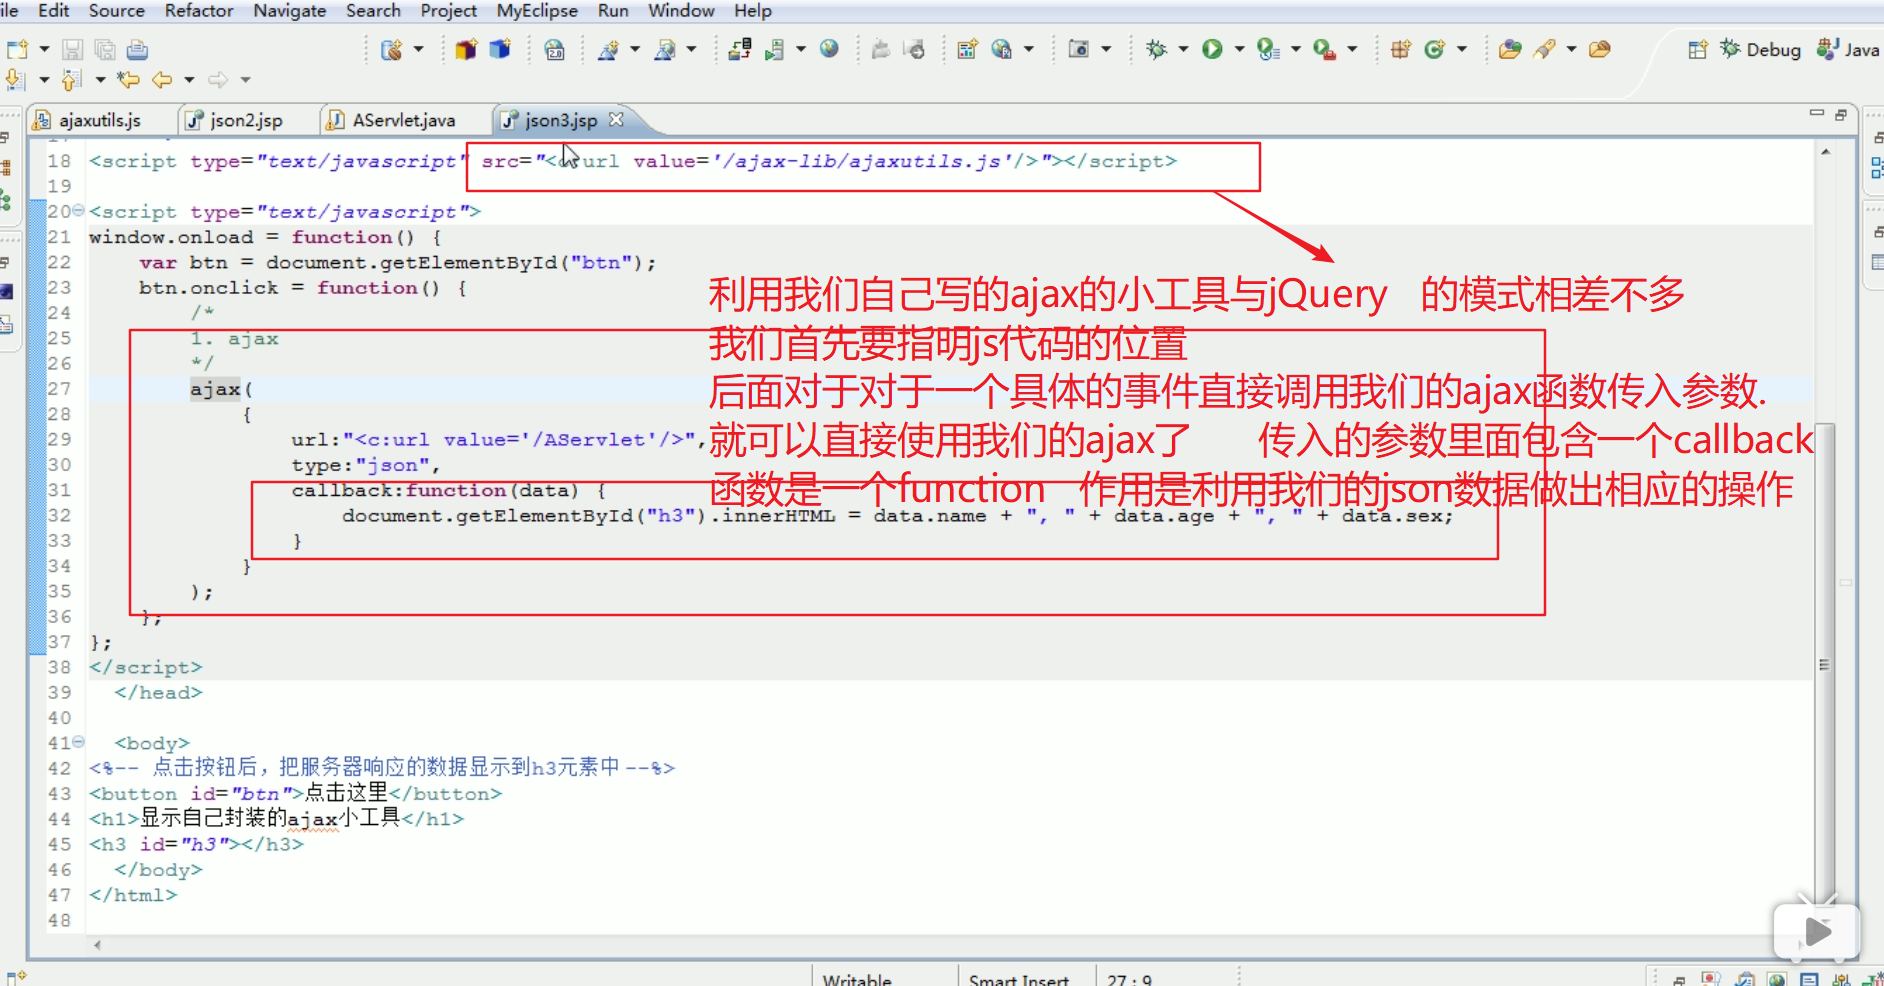 ile Edit Source Refactor Navigate Search Project MyEclipse Run Window Help
Debug Java
ajaxutils.js json2.jsp AServlet.java json3.jsp
18 <script type="text/javascript" src="<c:url value='/ajax-lib/ajaxutils.js'/>"></script>
19
20 <script type="text/javascript">
21 window.onload = function() {
22 var btn = document.getElementById("btn");
23 btn.onclick = function() {
24 /*
25 1. ajax
26 */
27 ajax(
28 {
29 url:"<c:url value='/AServlet'/>",
30 type:"json",
31 callback:function(data) {
32 document.getElementById("h3").innerHTML = data.name + ", " + data.age + ", " + data.sex;
33 }
34 }
35 );
36 };
37 };
38 </script>
39 </head>
40
41 <body>
42 <%-- 点击按钮后，把服务器响应的数据显示到h3元素中 --%>
43 <button id="btn">点击这里</button>
44 <h1>显示自己封装的ajax小工具</h1>
45 <h3 id="h3"></h3>
46 </body>
47 </html>
48
利用我们自己写的ajax的小工具与jQuery 的模式相差不多
我们首先要指明js代码的位置
后面对于对于一个具体的事件直接调用我们的ajax函数传入参数.
就可以直接使用我们的ajax了 传入的参数里面包含一个callback
函数是一个function 作用是利用我们的json数据做出相应的操作
Writable Smart Insert 27 : 9